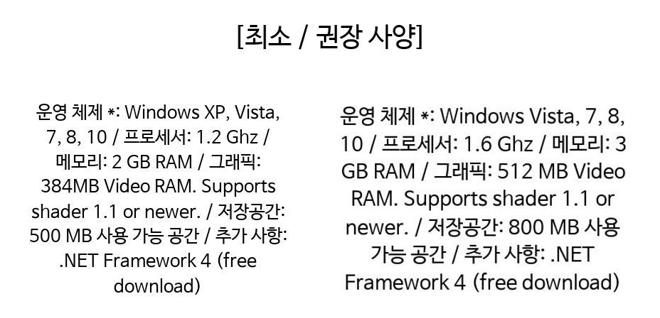 [최소 / 권장 사양]
운영 체제 *: Windows XP, Vista,
7, 8, 10 / 프로세서: 1.2 Ghz /
메모리: 2 GB RAM / 그래픽:
384MB Video RAM. Supports
shader 1.1 or newer. / 저장공간:
500 MB 사용 가능 공간 / 추가 사항:
.NET Framework 4 (free
download)
운영 체제 *: Windows Vista, 7, 8,
10 / 프로세서: 1.6 Ghz / 메모리: 3
GB RAM / 그래픽: 512 MB Video
RAM. Supports shader 1.1 or
newer. / 저장공간: 800 MB 사용
가능 공간 / 추가 사항: .NET
Framework 4 (free download)